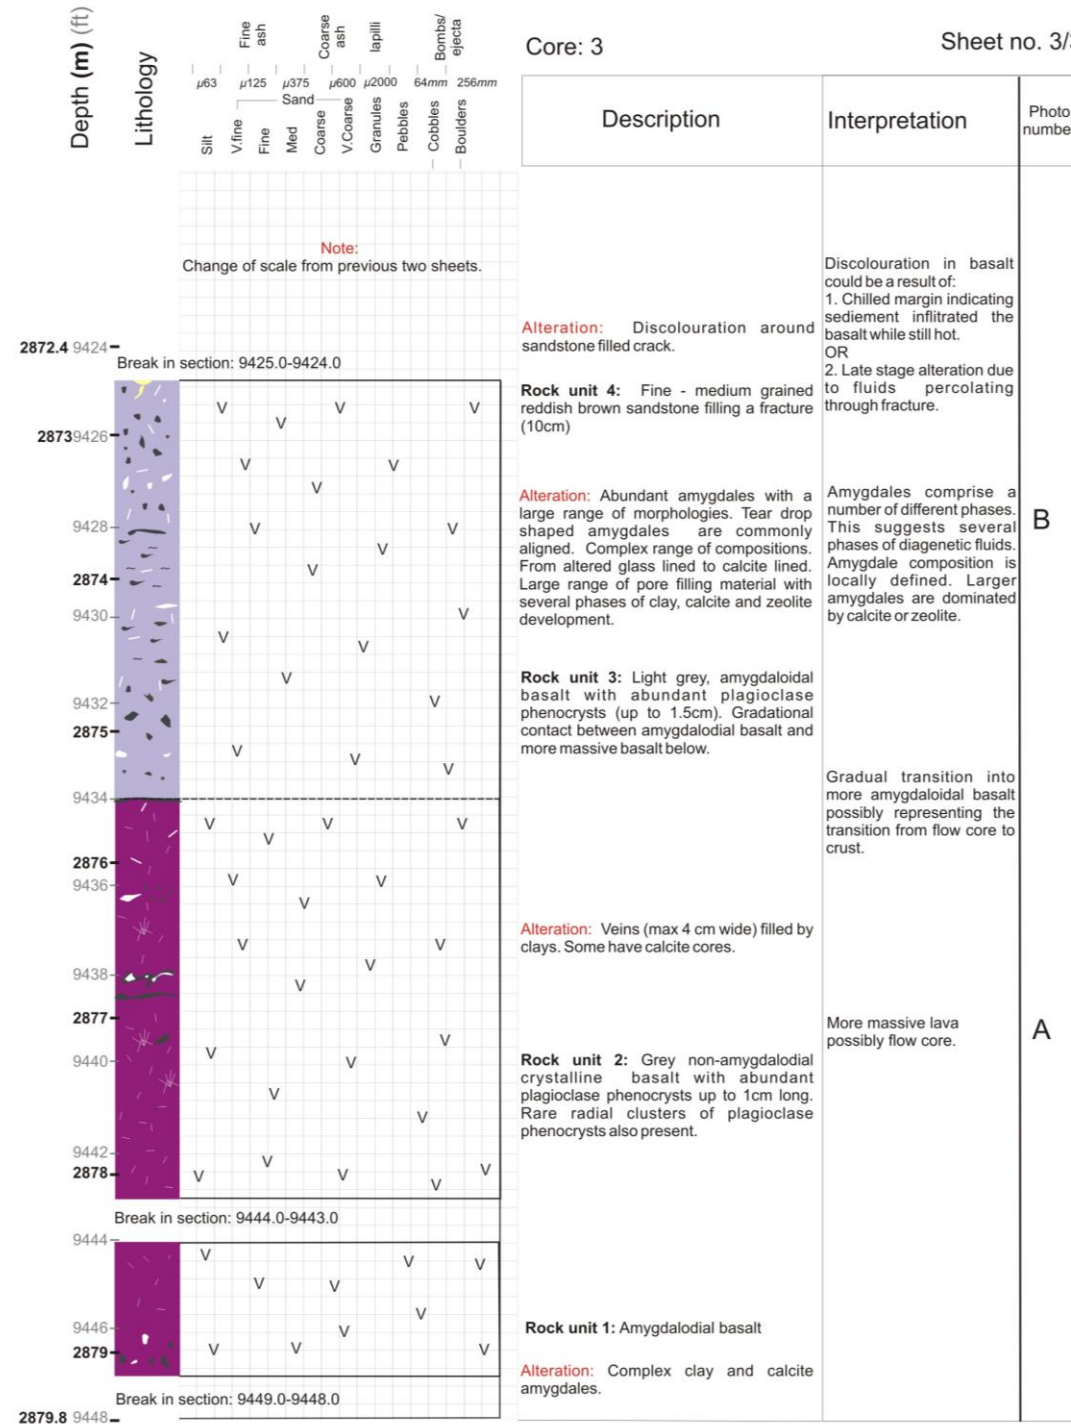 Core: 3
Sheet no. 3/3
Depth (m) (ft)
Lithology
Fine ash
Coarse ash
lapilli
Bombs/ ejecta
µ63 µ125 µ375 µ600 µ2000 64mm 256mm
Sand
Silt
V.fine
Fine
Med
Coarse
V.Coarse
Granules
Pebbles
Cobbles
Boulders
Description
Interpretation
Photo
number
Note:
Change of scale from previous two sheets.
Discolouration in basalt
could be a result of:
1. Chilled margin indicating
sediement inflitrated the
basalt while still hot.
OR
2. Late stage alteration due
to fluids percolating
through fracture.
Alteration: Discolouration around
sandstone filled crack.
2872.4 9424
Break in section: 9425.0-9424.0
Rock unit 4: Fine - medium grained
reddish brown sandstone filling a fracture
(10cm)
V V V
V
2873 9426
V V
V
Alteration: Abundant amygdales with a
large range of morphologies. Tear drop
shaped amygdales are commonly
aligned. Complex range of compositions.
From altered glass lined to calcite lined.
Large range of pore filling material with
several phases of clay, calcite and zeolite
development.
Amygdales comprise a
number of different phases.
This suggests several
phases of diagenetic fluids.
Amygdale composition is
locally defined. Larger
amygdales are dominated
by calcite or zeolite.
B
9428
V V
V
V
2874
9430
V
V
V
Rock unit 3: Light grey, amygdaloidal
basalt with abundant plagioclase
phenocrysts (up to 1.5cm). Gradational
contact between amygdalodial basalt and
more massive basalt below.
V
9432
V
2875
V
V
V
Gradual transition into
more amygdaloidal basalt
possibly representing the
transition from flow core to
crust.
9434
V V V
V
2876
9436
V V
V
Alteration: Veins (max 4 cm wide) filled by
clays. Some have calcite cores.
V V
V
9438
V
2877
More massive lava
possibly flow core.
A
V
V
9440
V
Rock unit 2: Grey non-amygdalodial
crystalline basalt with abundant
plagioclase phenocrysts up to 1cm long.
Rare radial clusters of plagioclase
phenocrysts also present.
V
V
9442
V
2878
V V V
V
Break in section: 9444.0-9443.0
9444
V V V
V V
V
9446
V
Rock unit 1: Amygdalodial basalt
2879
V V V
Alteration: Complex clay and calcite
amygdales.
Break in section: 9449.0-9448.0
2879.8 9448